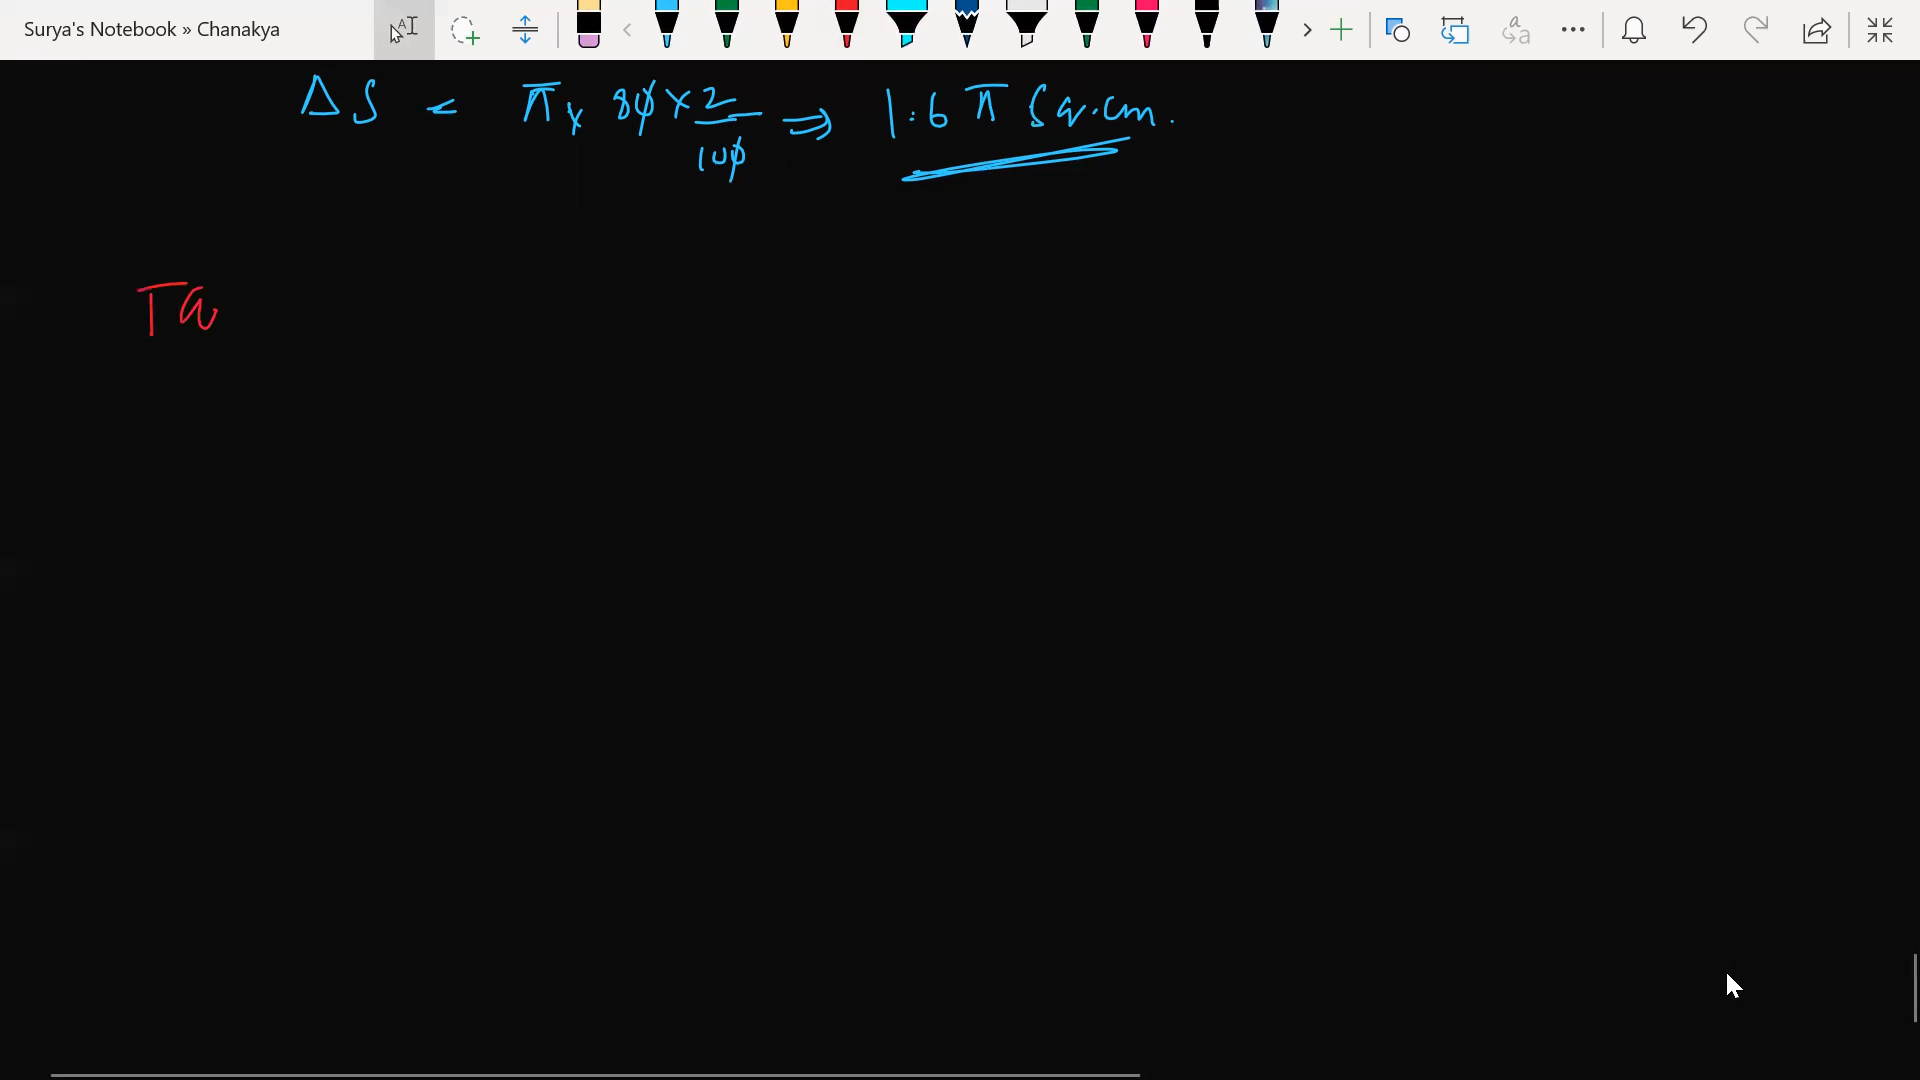 Surya's Notebook » Chanakya
ΔS = π x 80 x 2/100 ⇒ 1.6 π Sq.cm.
Ta